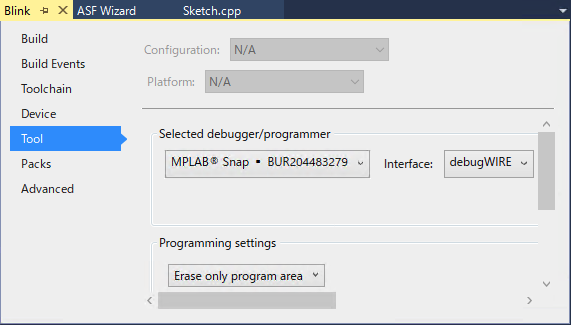 Blink ASF Wizard Sketch.cpp
Build
Build Events
Toolchain
Device
Tool
Packs
Advanced
Configuration: N/A
Platform: N/A
Selected debugger/programmer
MPLAB® Snap • BUR204483279 Interface: debugWIRE
Programming settings
Erase only program area